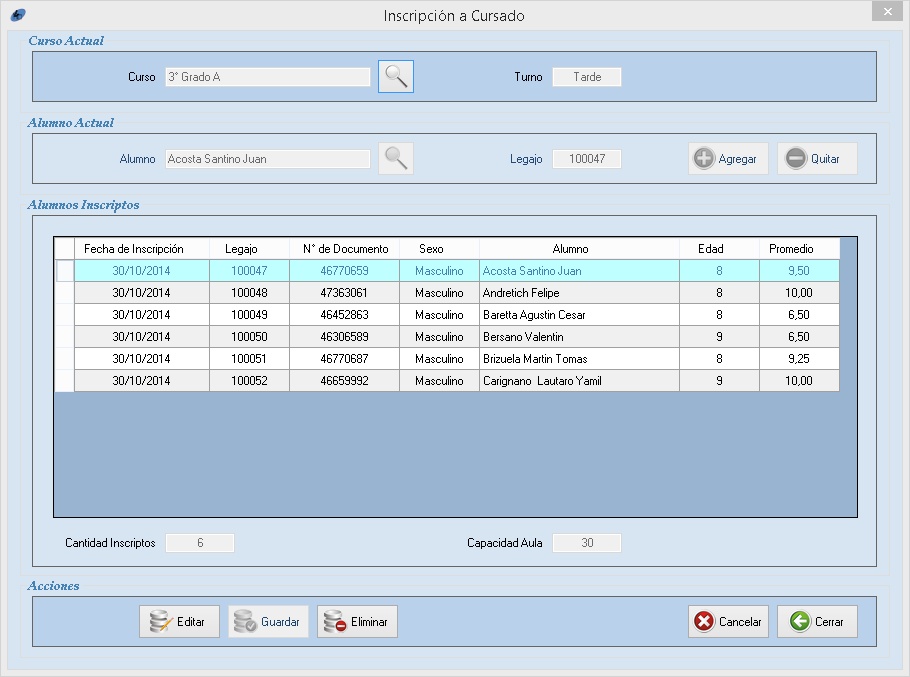 Inscripción a Cursado
Curso Actual
Curso 3° Grado A Turno Tarde
Alumno Actual
Alumno Acosta Santino Juan Legajo 100047 Agregar Quitar
Alumnos Inscriptos
Fecha de Inscripción Legajo N° de Documento Sexo Alumno Edad Promedio
30/10/2014 100047 46770659 Masculino Acosta Santino Juan 8 9,50
30/10/2014 100048 47363061 Masculino Andretich Felipe 8 10,00
30/10/2014 100049 46452863 Masculino Baretta Agustin Cesar 8 6,50
30/10/2014 100050 46306589 Masculino Bersano Valentin 9 6,50
30/10/2014 100051 46770687 Masculino Brizuela Martin Tomas 8 9,25
30/10/2014 100052 46659992 Masculino Carignano Lautaro Yamil 9 10,00
Cantidad Inscriptos 6 Capacidad Aula 30
Acciones
Editar Guardar Eliminar Cancelar Cerrar